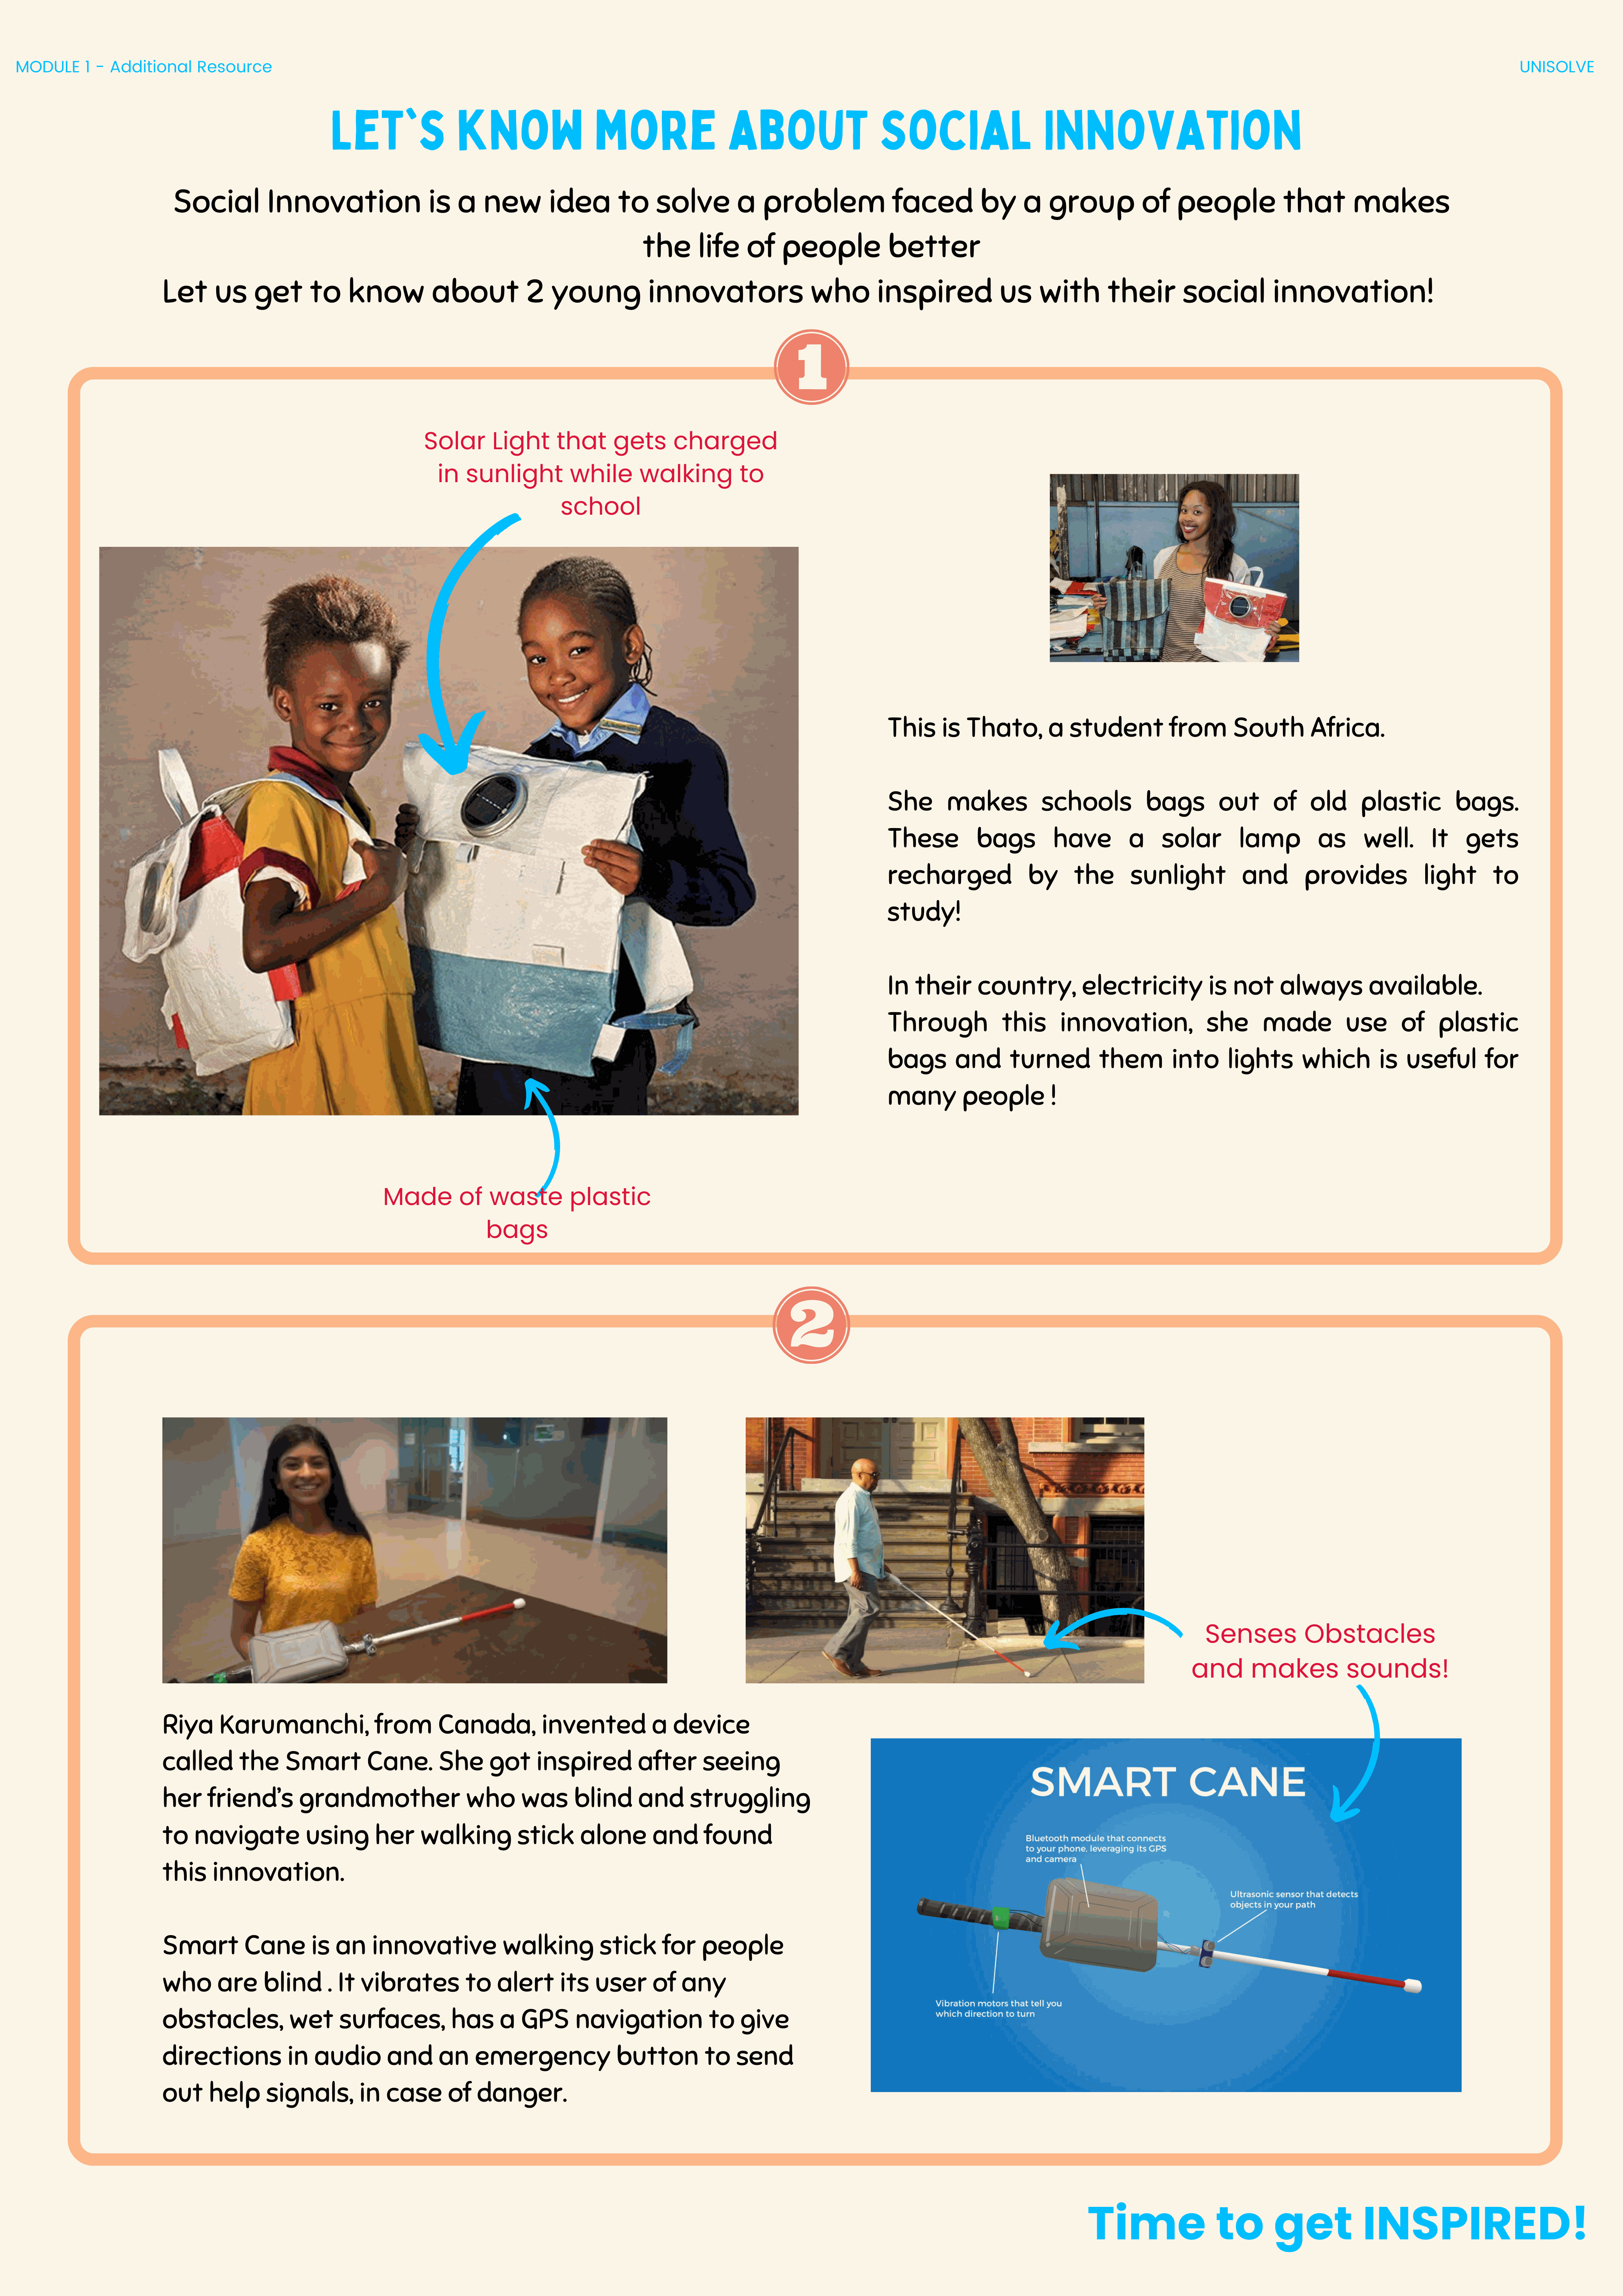 MODULE 1 - Additional Resource
UNISOLVE
LET`S KNOW MORE ABOUT SOCIAL INNOVATION
Social Innovation is a new idea to solve a problem faced by a group of people that makes
the life of people better
Let us get to know about 2 young innovators who inspired us with their social innovation!
1
Solar Light that gets charged
in sunlight while walking to
school
This is Thato, a student from South Africa.
She makes schools bags out of old plastic bags.
These bags have a solar lamp as well. It gets
recharged by the sunlight and provides light to
study!
In their country, electricity is not always available.
Through this innovation, she made use of plastic
bags and turned them into lights which is useful for
many people !
Made of waste plastic
bags
2
Senses Obstacles
and makes sounds!
Riya Karumanchi, from Canada, invented a device
called the Smart Cane. She got inspired after seeing
her friend's grandmother who was blind and struggling
to navigate using her walking stick alone and found
this innovation.
Smart Cane is an innovative walking stick for people
who are blind . It vibrates to alert its user of any
obstacles, wet surfaces, has a GPS navigation to give
directions in audio and an emergency button to send
out help signals, in case of danger.
SMART CANE
Bluetooth module that connects
to your phone, leveraging its GPS
and camera
Ultrasonic sensor that detects
objects in your path
Vibration motors that tell you
which direction to turn
Time to get INSPIRED!